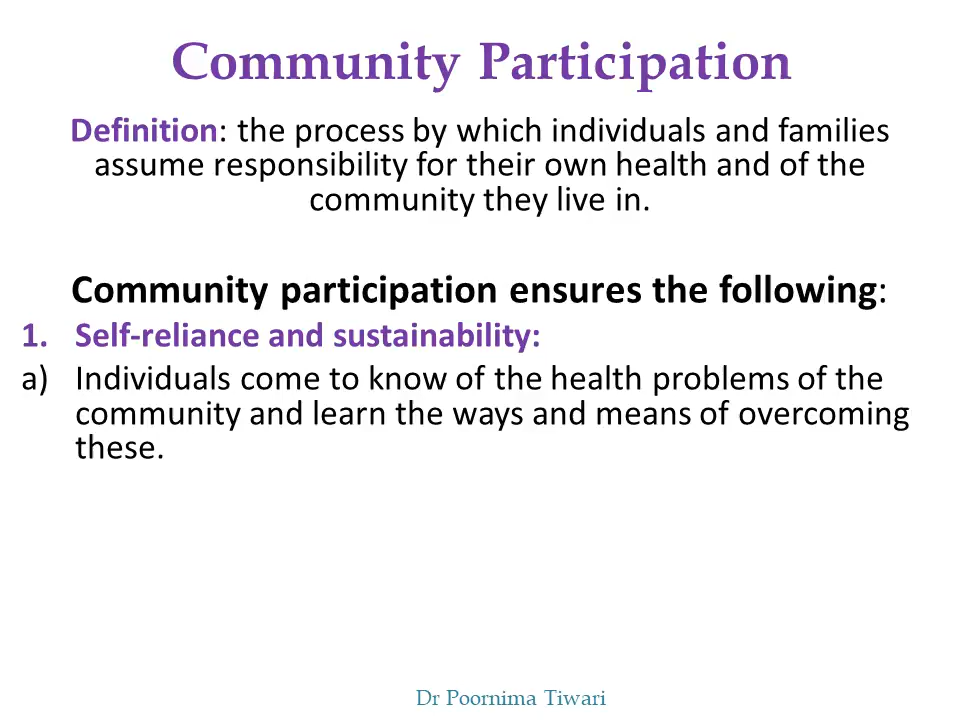 Community Participation
Definition: the process by which individuals and families
assume responsibility for their own health and of the
community they live in.
Community participation ensures the following:
1. Self-reliance and sustainability:
a) Individuals come to know of the health problems of the
community and learn the ways and means of overcoming
these.
Dr Poornima Tiwari